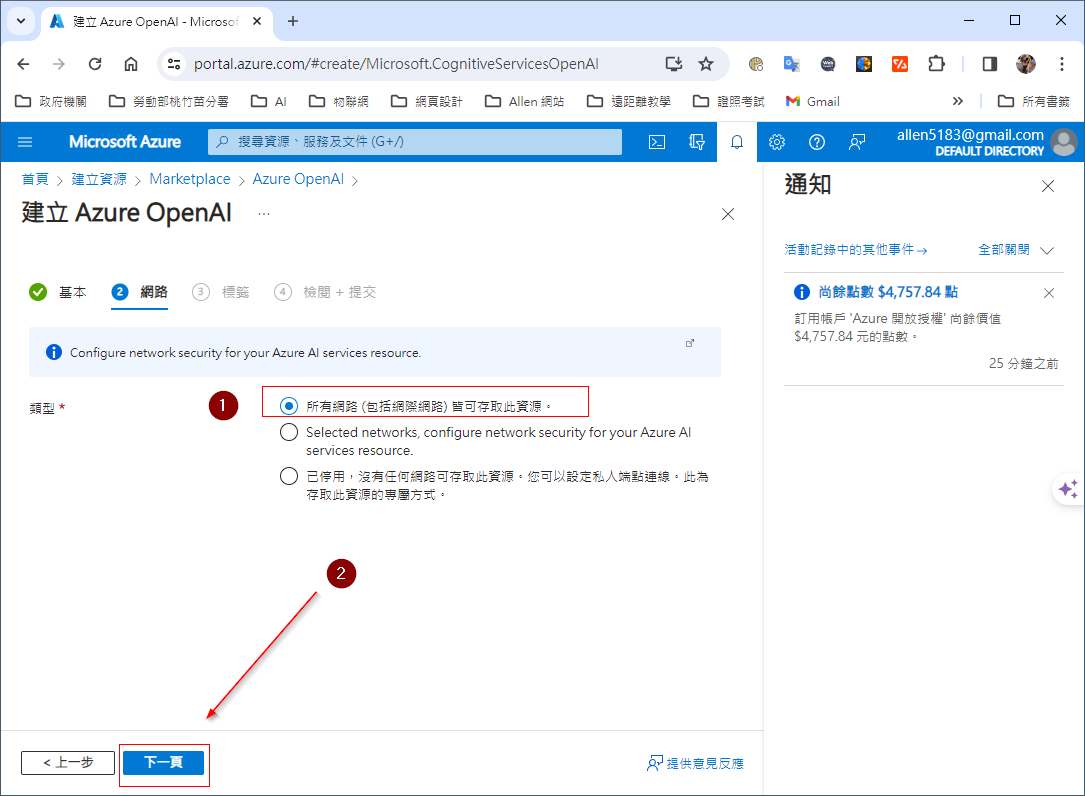 建立 Azure OpenAI - Microsof
portal.azure.com/#create/Microsoft.CognitiveServicesOpenAI
政府機關 勞動部桃竹苗分署 AI 物聯網 網頁設計 Allen 網站 遠距離教學 證照考試 Gmail 所有書籤
Microsoft Azure
搜尋資源、服務及文件 (G+/)
allen5183@gmail.com
DEFAULT DIRECTORY
首頁 > 建立資源 > Marketplace > Azure OpenAI >
建立 Azure OpenAI ...
基本 2 網路 3 標籤 4 檢閱 + 提交
Configure network security for your Azure AI services resource.
類型 *
1
所有網路 (包括網際網路) 皆可存取此資源。
Selected networks, configure network security for your Azure AI
services resource.
已停用，沒有任何網路可存取此資源。您可以設定私人端點連線。此為
存取此資源的專屬方式。
2
< 上一步
下一頁
提供意見反應
通知
活動記錄中的其他事件→
全部關閉
尚餘點數 $4,757.84 點
訂用帳戶 'Azure 開放授權' 尚餘價值
$4,757.84 元的點數。
25 分鐘之前